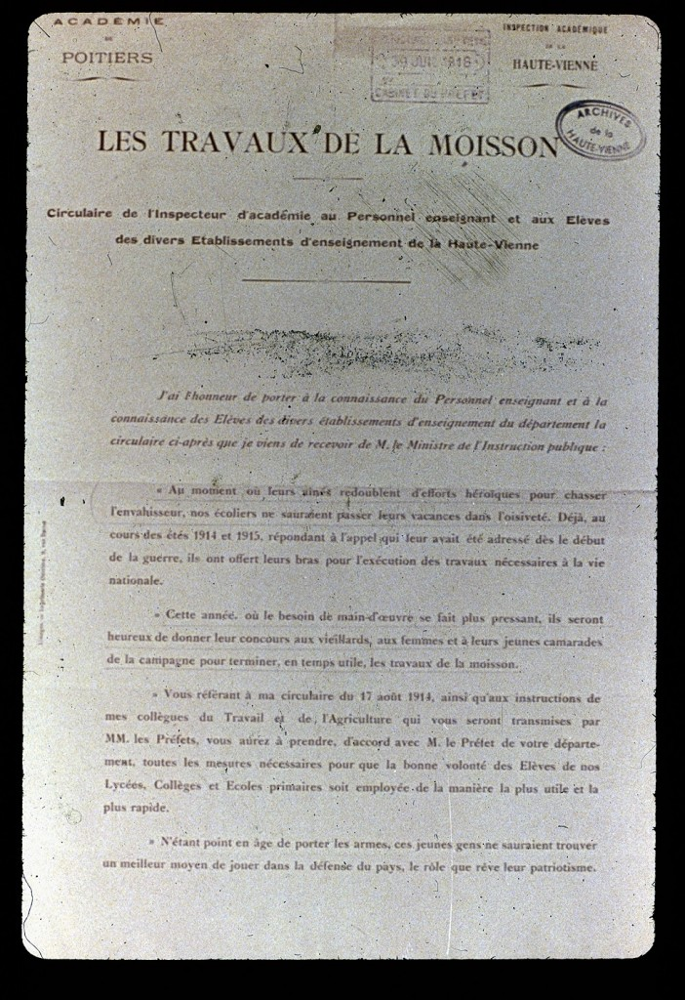 ACADÉMIE
DE
POITIERS
INSPECTION ACADÉMIQUE
DE LA
HAUTE-VIENNE
30 JUIL 1916
CABINET DU PRÉFET
ARCHIVES
de la
HAUTE-VIENNE
LES TRAVAUX DE LA MOISSON
Circulaire de l'Inspecteur d'académie au Personnel enseignant et aux Elèves
des divers Etablissements d'enseignement de la Haute-Vienne
J'ai l'honneur de porter à la connaissance du Personnel enseignant et à la
connaissance des Elèves des divers établissements d'enseignement du département la
circulaire ci-après que je viens de recevoir de M. le Ministre de l'Instruction publique :
« Au moment où leurs aînés redoublent d'efforts héroïques pour chasser
l'envahisseur, nos écoliers ne sauraient passer leurs vacances dans l'oisiveté. Déjà, au
cours des étés 1914 et 1915, répondant à l'appel qui leur avait été adressé dès le début
de la guerre, ils ont offert leurs bras pour l'exécution des travaux nécessaires à la vie
nationale.
» Cette année, où le besoin de main-d'œuvre se fait plus pressant, ils seront
heureux de donner leur concours aux vieillards, aux femmes et à leurs jeunes camarades
de la campagne pour terminer, en temps utile, les travaux de la moisson.
» Vous référant à ma circulaire du 17 août 1914, ainsi qu'aux instructions de
mes collègues du Travail et de l'Agriculture qui vous seront transmises par
MM. les Préfets, vous aurez à prendre, d'accord avec M. le Préfet de votre départe-
ment, toutes les mesures nécessaires pour que la bonne volonté des Elèves de nos
Lycées, Collèges et Ecoles primaires soit employée de la manière la plus utile et la
plus rapide.
» N'étant point en âge de porter les armes, ces jeunes gens ne sauraient trouver
un meilleur moyen de jouer dans la défense du pays, le rôle que rêve leur patriotisme.